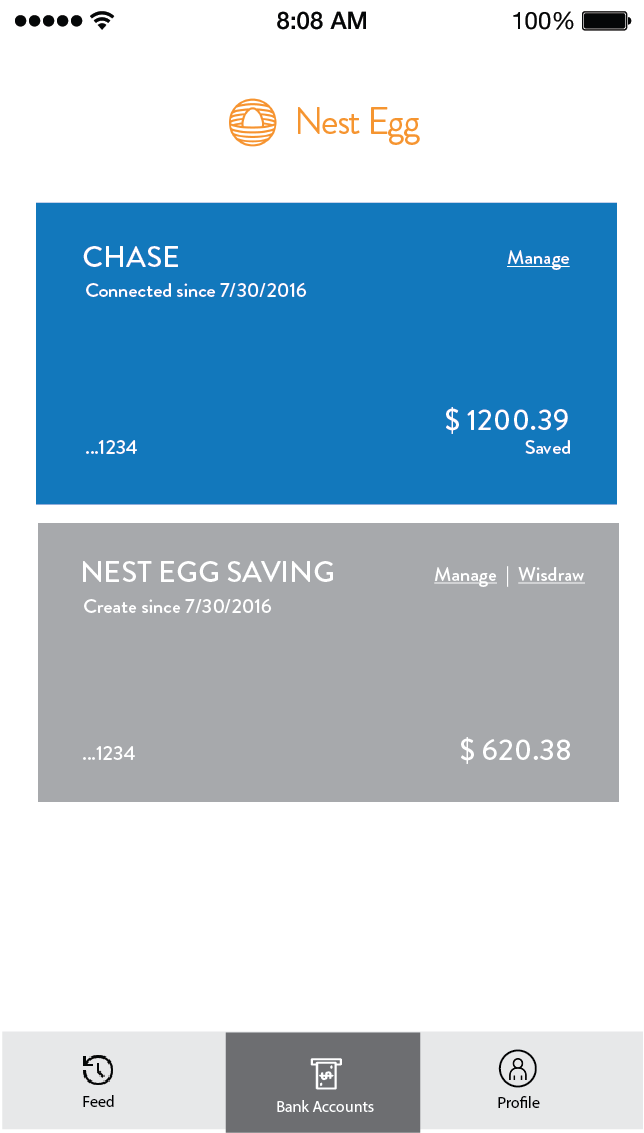 8:08 AM 100%
Nest Egg
CHASE Manage
Connected since 7/30/2016
$ 1200.39
...1234 Saved
NEST EGG SAVING Manage | Wisdraw
Create since 7/30/2016
...1234 $ 620.38
Feed Bank Accounts Profile